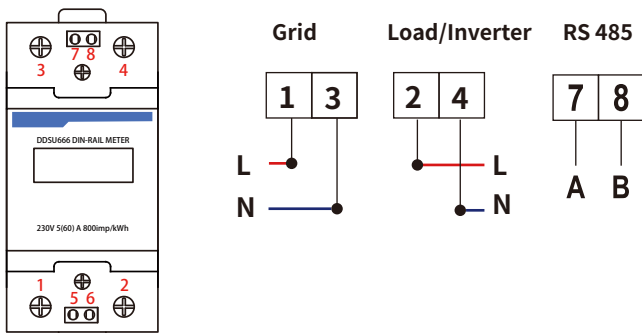 7 8
3 4
DDSU666 DIN-RAIL METER
230V 5(60) A 800imp/kWh
1 2
5 6
Grid
1 3
L
N
Load/Inverter
2 4
L
N
RS 485
7 8
A B